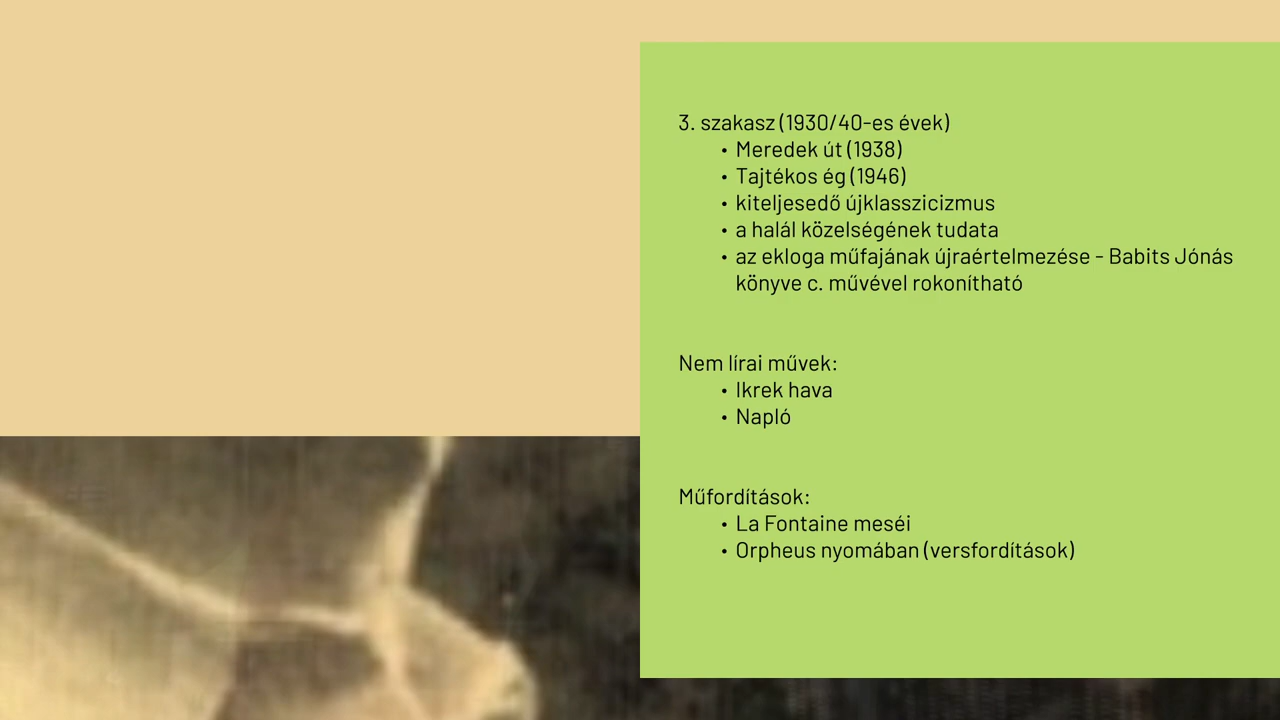 3. szakasz (1930/40-es évek)
• Meredek út (1938)
• Tajtékos ég (1946)
• kiteljesedő újklasszicizmus
• a halál közelségének tudata
• az ekloga műfajának újraértelmezése - Babits Jónás
könyve c. művével rokonítható
Nem lírai művek:
• Ikrek hava
• Napló
Műfordítások:
• La Fontaine meséi
• Orpheus nyomában (versfordítások)